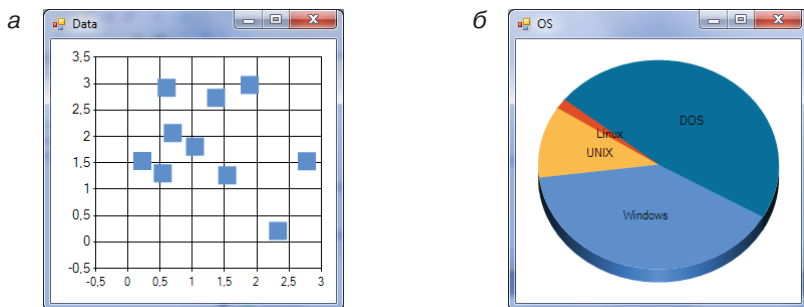 а
Data
3,5
3
2,5
2
1,5
1
0,5
0
-0,5
-0,5 0 0,5 1 1,5 2 2,5 3
б
OS
DOS
Linux
UNIX
Windows